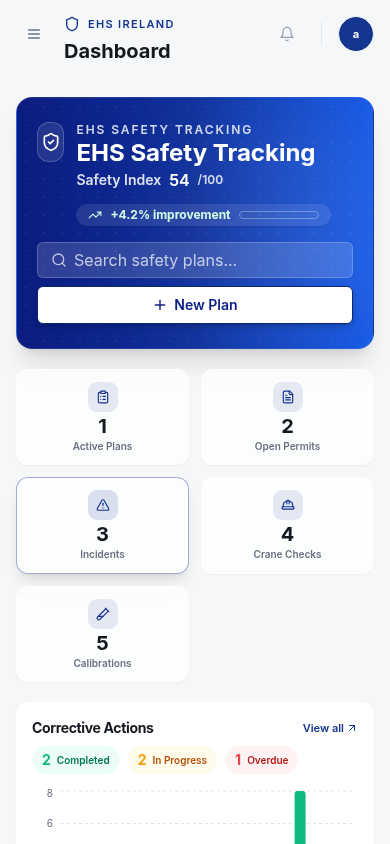 EHS IRELAND
Dashboard
a
EHS SAFETY TRACKING
EHS Safety Tracking
Safety Index 54 /100
+4.2% improvement
Search safety plans...
New Plan
1
Active Plans
2
Open Permits
3
Incidents
4
Crane Checks
5
Calibrations
Corrective Actions
View all
2 Completed
2 In Progress
1 Overdue
8
6